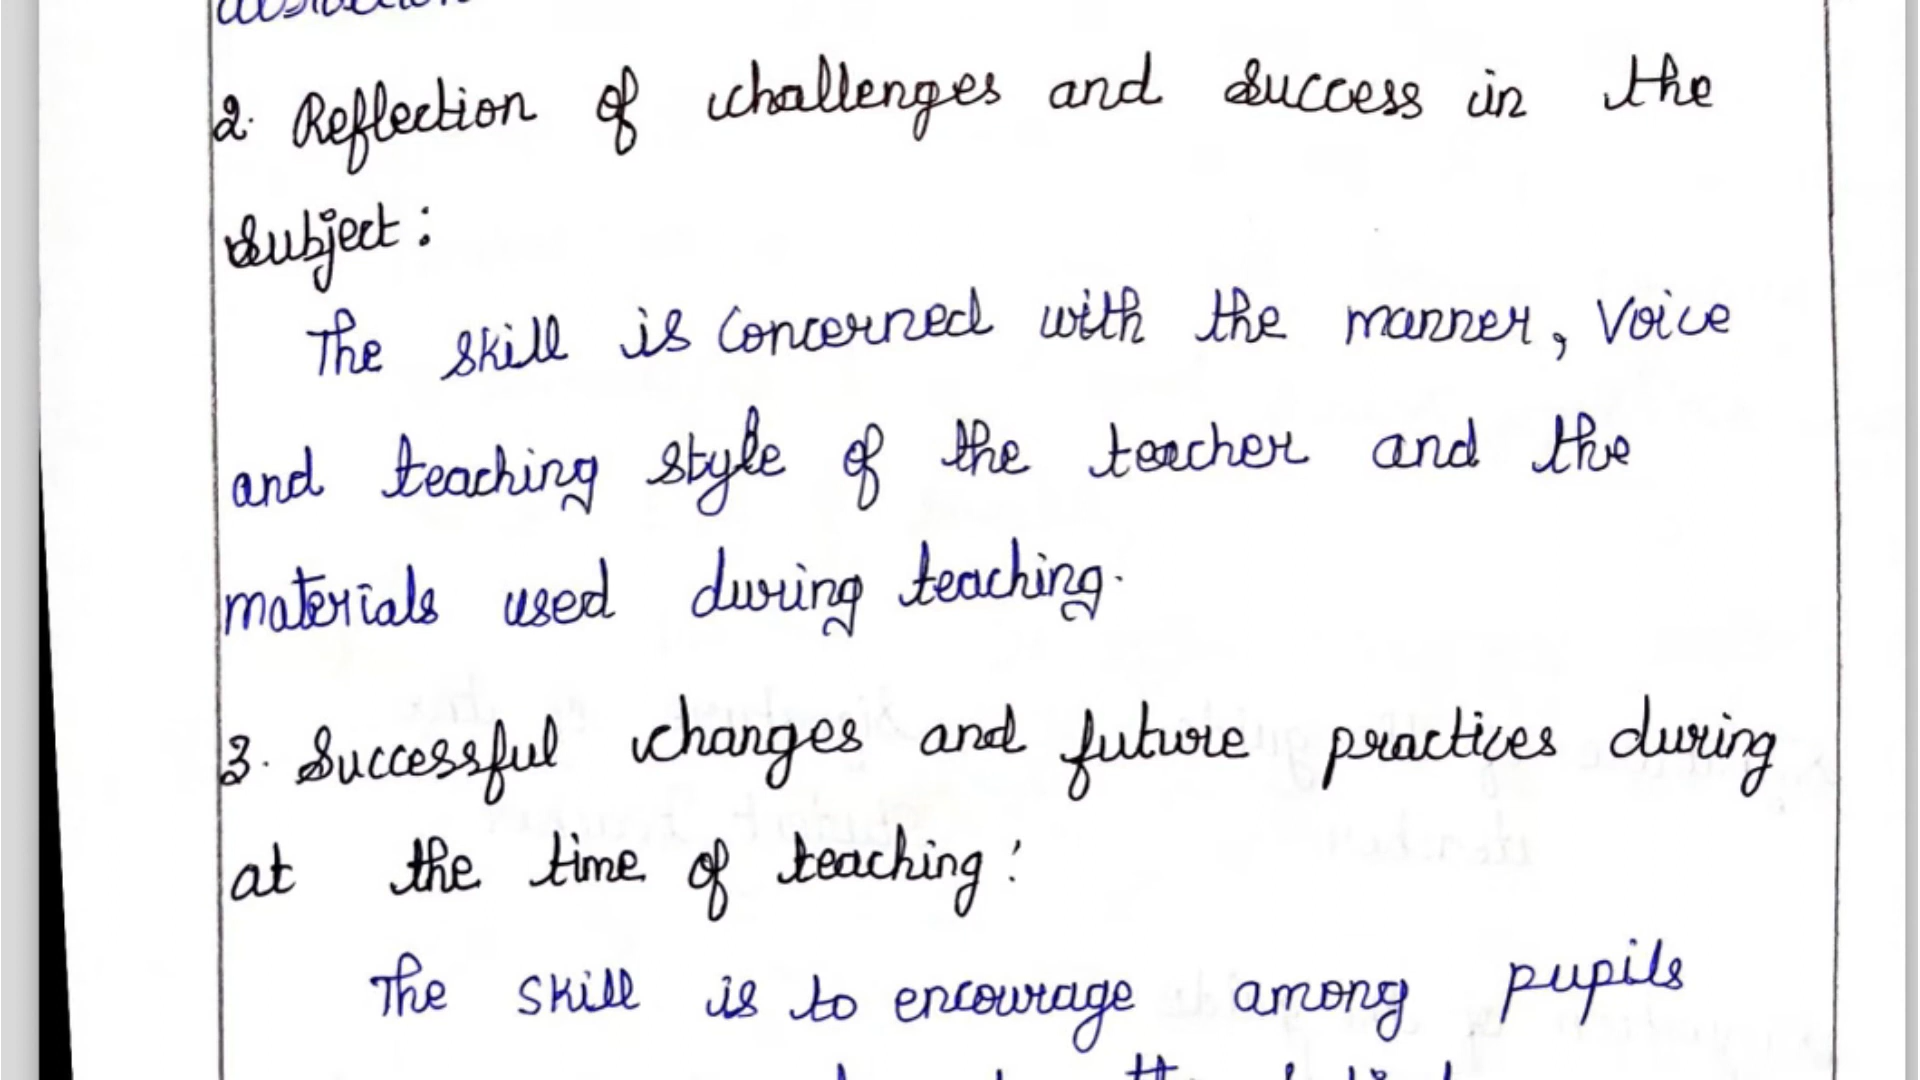 2. Reflection of challenges and success in the
subject:
The skill is concerned with the manner, voice
and teaching style of the teacher and the
materials used during teaching.
3. Successful changes and future practices during
at the time of teaching:
The skill is to encourage among pupils